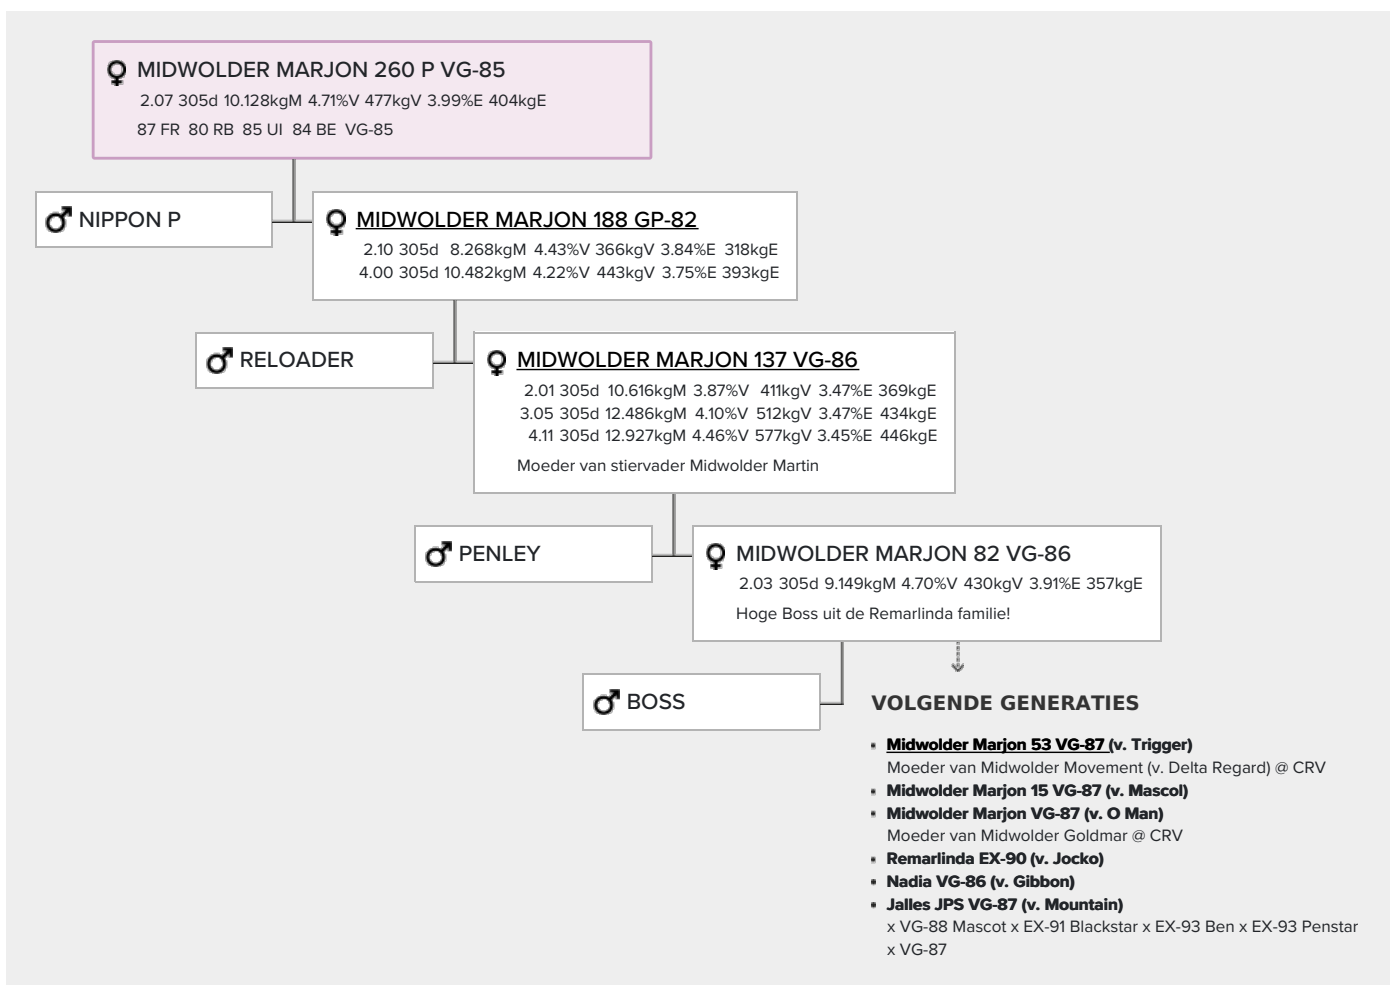 MIDWOLDER MARJON 260 P VG-85
2.07 305d 10.128kgM 4.71%V 477kgV 3.99%E 404kgE
87 FR 80 RB 85 UI 84 BE VG-85
NIPPON P
MIDWOLDER MARJON 188 GP-82
2.10 305d 8.268kgM 4.43%V 366kgV 3.84%E 318kgE
4.00 305d 10.482kgM 4.22%V 443kgV 3.75%E 393kgE
RELOADER
MIDWOLDER MARJON 137 VG-86
2.01 305d 10.616kgM 3.87%V 411kgV 3.47%E 369kgE
3.05 305d 12.486kgM 4.10%V 512kgV 3.47%E 434kgE
4.11 305d 12.927kgM 4.46%V 577kgV 3.45%E 446kgE
Moeder van stiervader Midwolder Martin
PENLEY
MIDWOLDER MARJON 82 VG-86
2.03 305d 9.149kgM 4.70%V 430kgV 3.91%E 357kgE
Hoge Boss uit de Remarlinda familie!
BOSS
VOLGENDE GENERATIES
▪ Midwolder Marjon 53 VG-87 (v. Trigger)
Moeder van Midwolder Movement (v. Delta Regard) @ CRV
▪ Midwolder Marjon 15 VG-87 (v. Mascol)
▪ Midwolder Marjon VG-87 (v. O Man)
Moeder van Midwolder Goldmar @ CRV
▪ Remarlinda EX-90 (v. Jocko)
▪ Nadia VG-86 (v. Gibbon)
▪ Jalles JPS VG-87 (v. Mountain)
x VG-88 Mascot x EX-91 Blackstar x EX-93 Ben x EX-93 Penstar
x VG-87